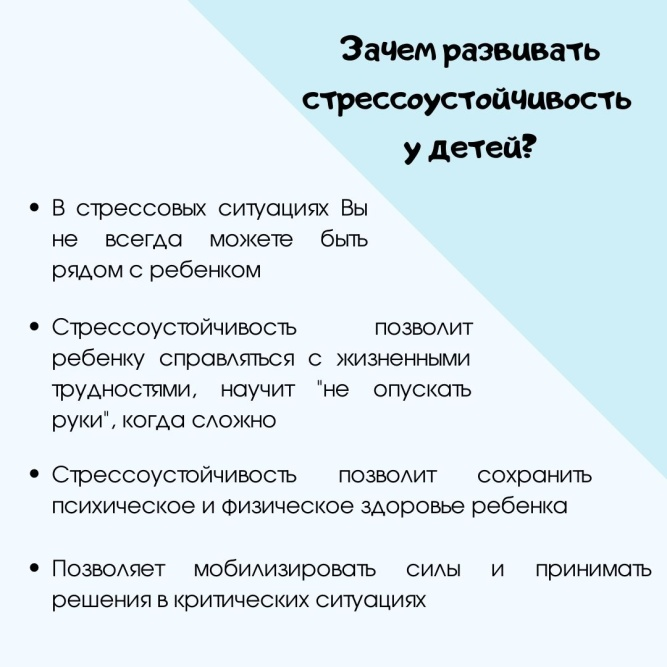 Зачем развивать
стрессоустойчивость
у детей?
• В стрессовых ситуациях Вы
не всегда можете быть
рядом с ребенком
• Стрессоустойчивость позволит
ребенку справляться с жизненными
трудностями, научит "не опускать
руки", когда сложно
• Стрессоустойчивость позволит сохранить
психическое и физическое здоровье ребенка
• Позволяет мобилизировать силы и принимать
решения в критических ситуациях